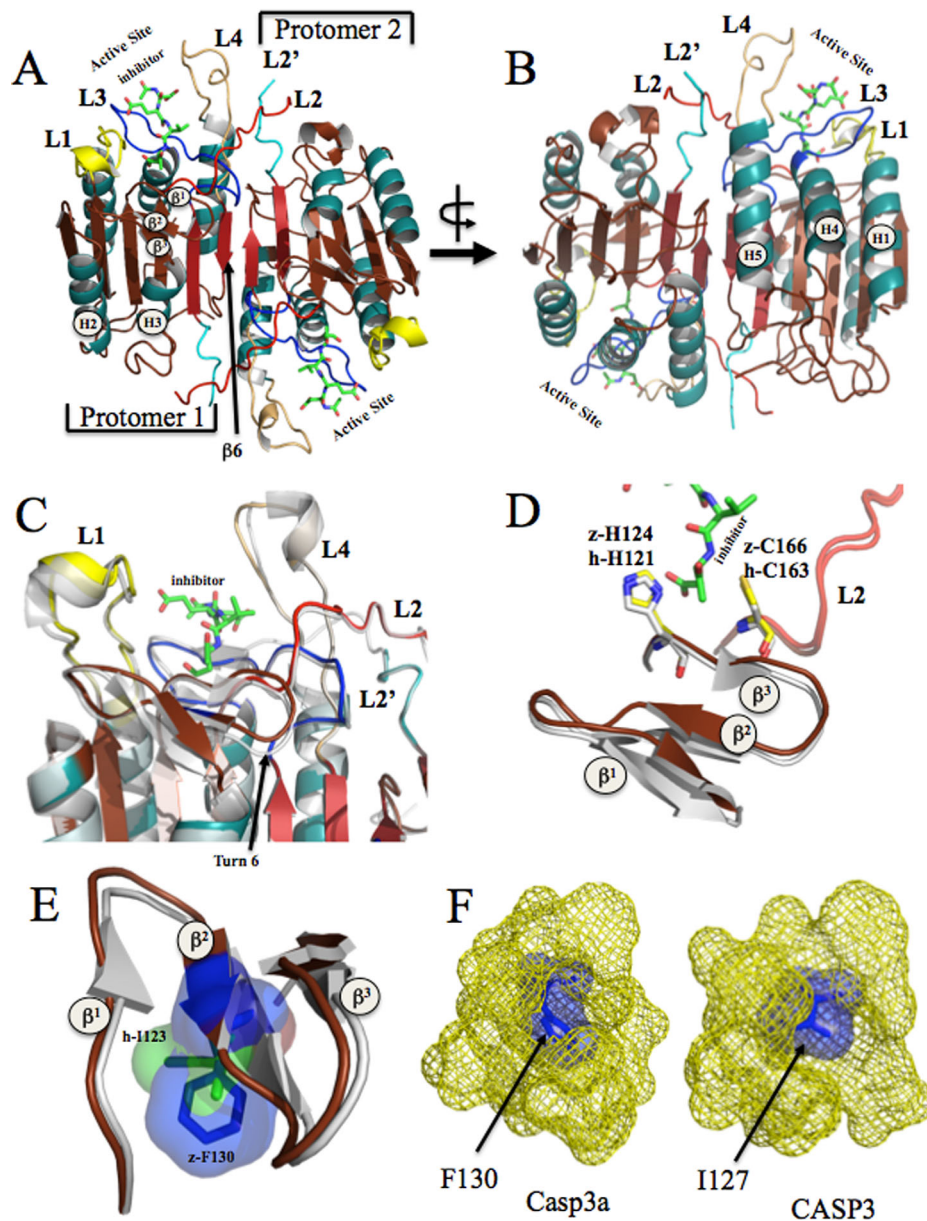 A
Active Site
inhibitor
L4
Protomer 2
L2'
L3
L2
L1
β1
β2
β3
H2
H3
Protomer 1
β6
Active Site
B
L4
L2'
Active Site
L2
L3
L1
H4
H1
H5
Active Site
C
L1
L4
inhibitor
L2
L2'
Turn 6
D
z-H124
h-H121
inhibitor
z-C166
h-C163
L2
β3
β2
β1
E
β2
β1
β3
h-I123
z-F130
F
F130
I127
Casp3a
CASP3